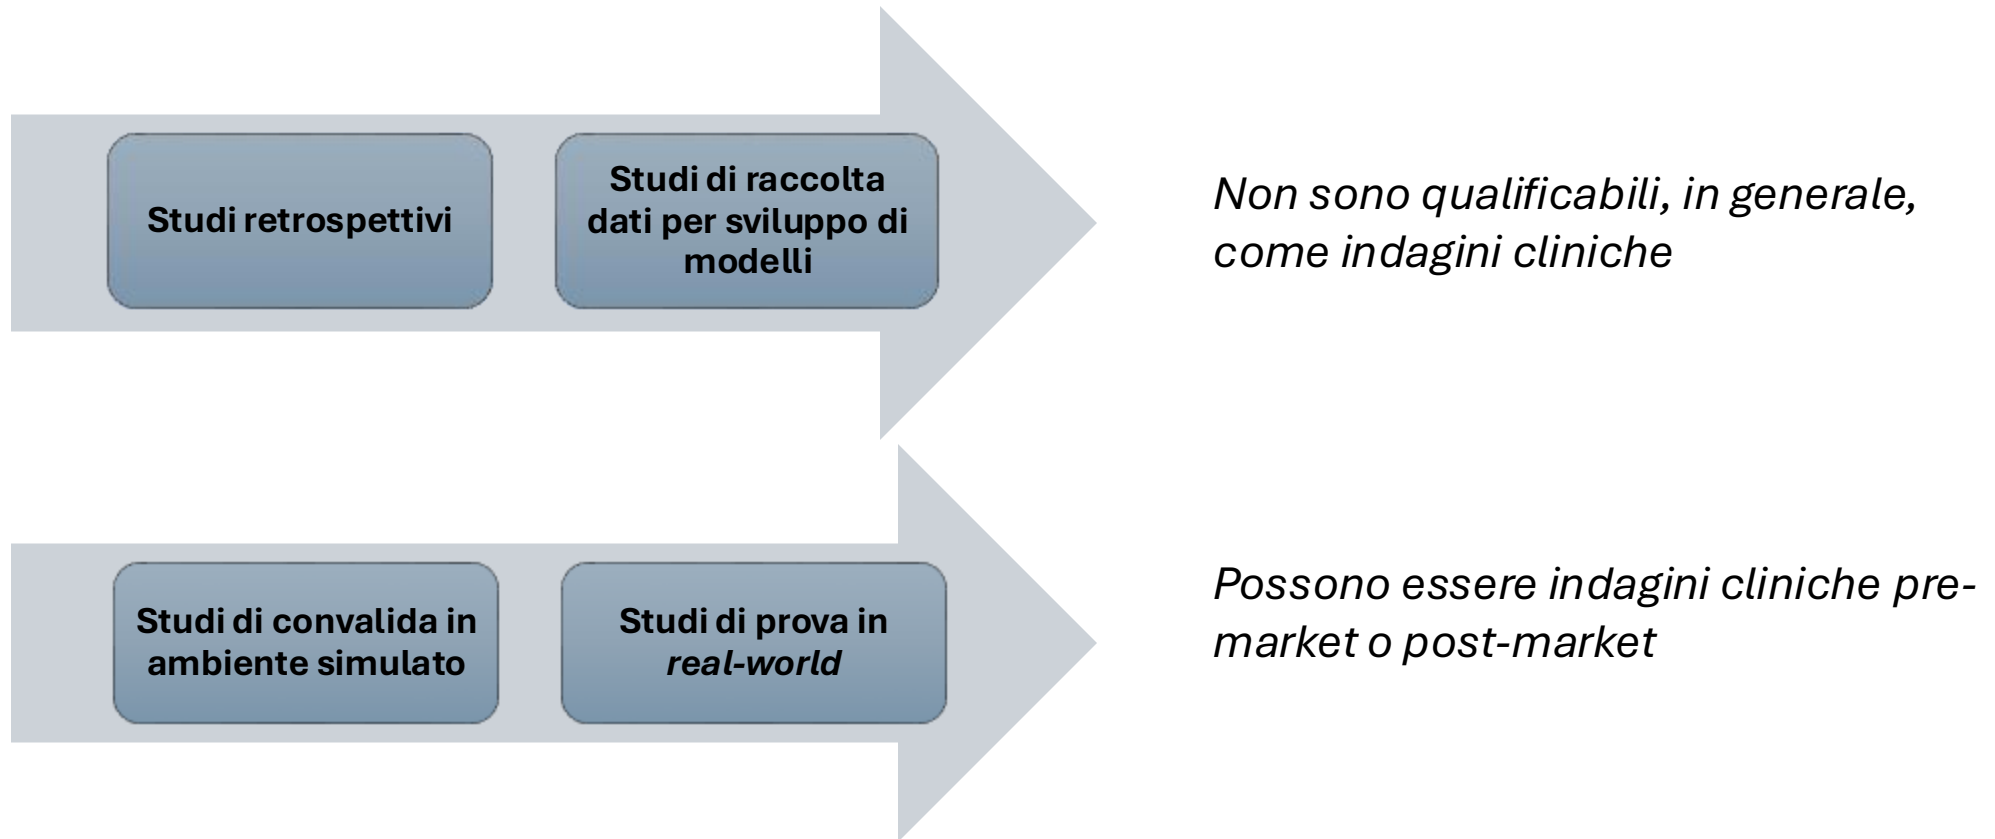 Studi retrospettivi
Studi di raccolta
dati per sviluppo di
modelli
Non sono qualificabili, in generale,
come indagini cliniche
Studi di convalida in
ambiente simulato
Studi di prova in
real-world
Possono essere indagini cliniche pre-
market o post-market